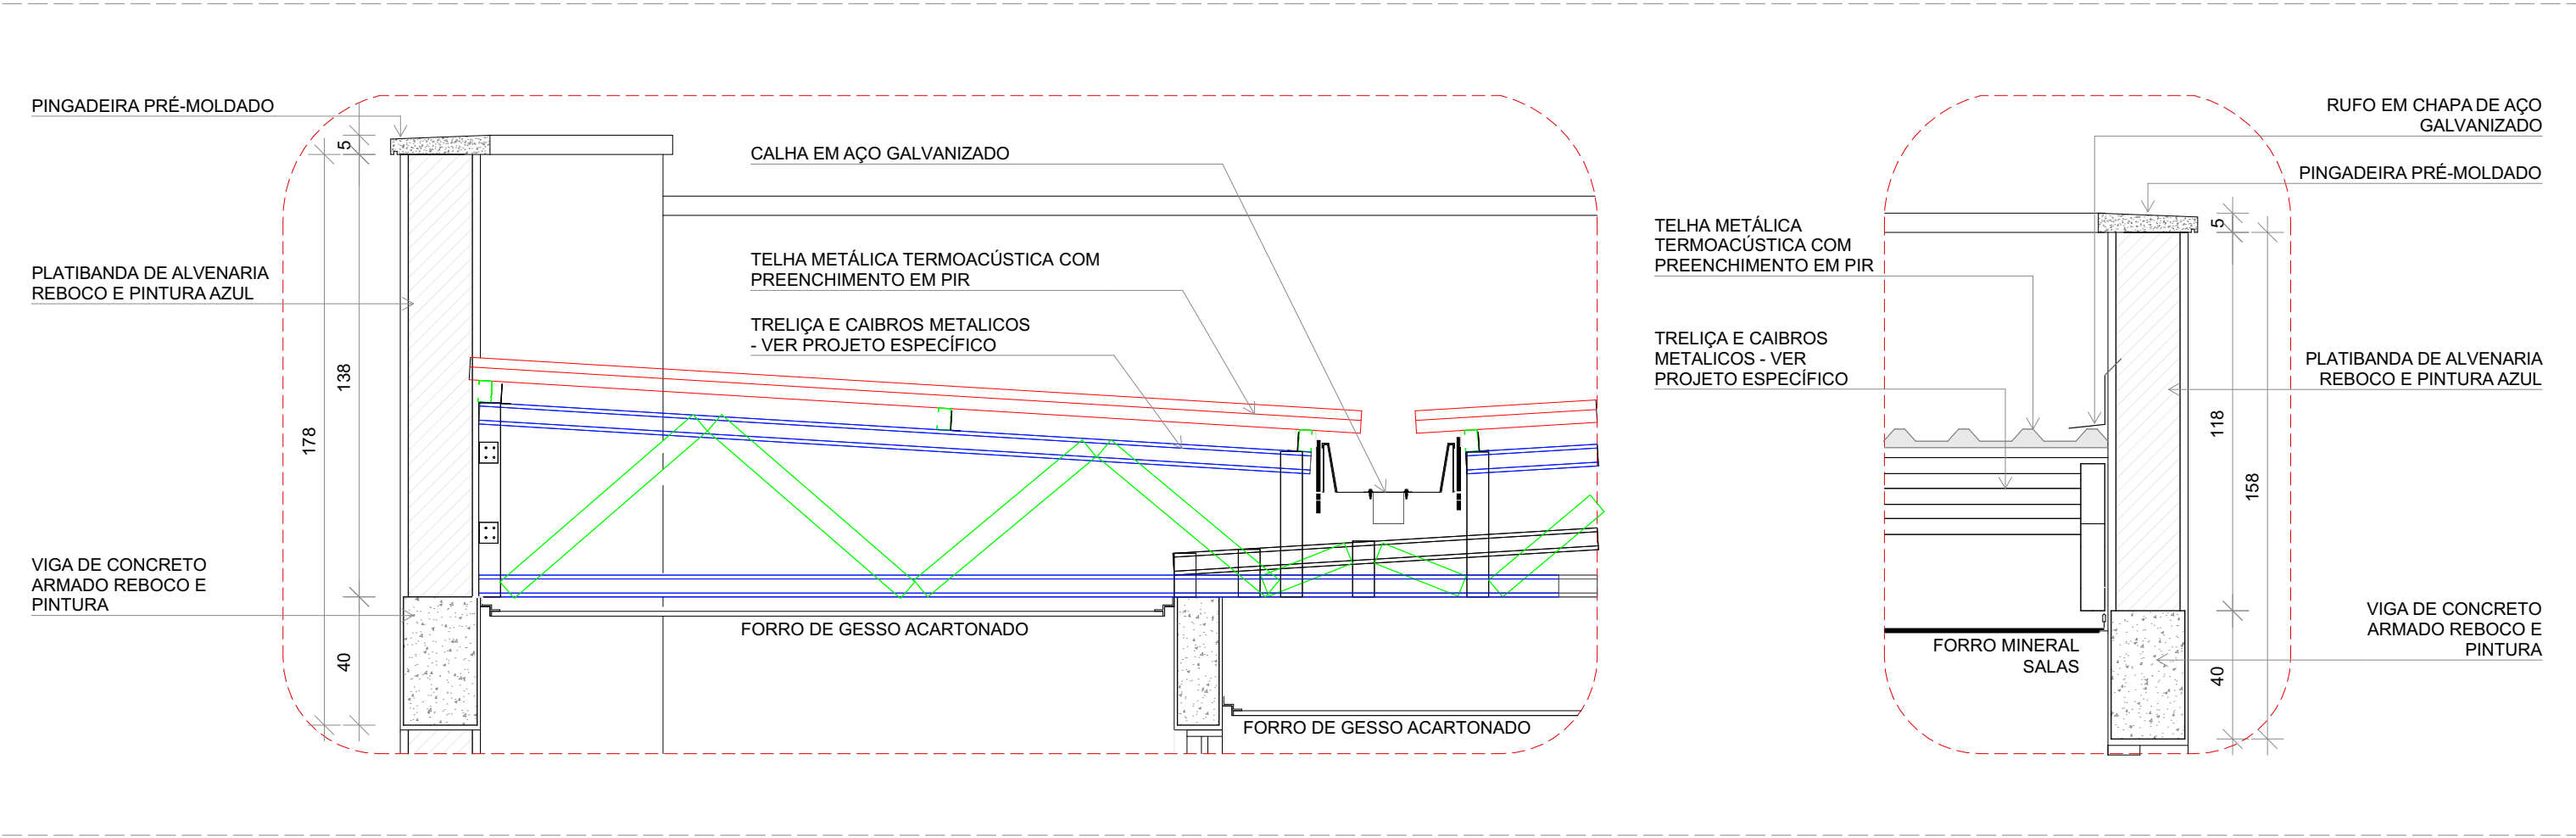 PINGADEIRA PRÉ-MOLDADO
5
PLATIBANDA DE ALVENARIA
REBOCO E PINTURA AZUL
138
178
VIGA DE CONCRETO
ARMADO REBOCO E
PINTURA
40
CALHA EM AÇO GALVANIZADO
TELHA METÁLICA TERMOACÚSTICA COM
PREENCHIMENTO EM PIR
TRELIÇA E CAIBROS METALICOS
- VER PROJETO ESPECÍFICO
FORRO DE GESSO ACARTONADO
FORRO DE GESSO ACARTONADO
TELHA METÁLICA
TERMOACÚSTICA COM
PREENCHIMENTO EM PIR
TRELIÇA E CAIBROS
METALICOS - VER
PROJETO ESPECÍFICO
FORRO MINERAL
SALAS
RUFO EM CHAPA DE AÇO
GALVANIZADO
PINGADEIRA PRÉ-MOLDADO
5
PLATIBANDA DE ALVENARIA
REBOCO E PINTURA AZUL
118
158
VIGA DE CONCRETO
ARMADO REBOCO E
PINTURA
40